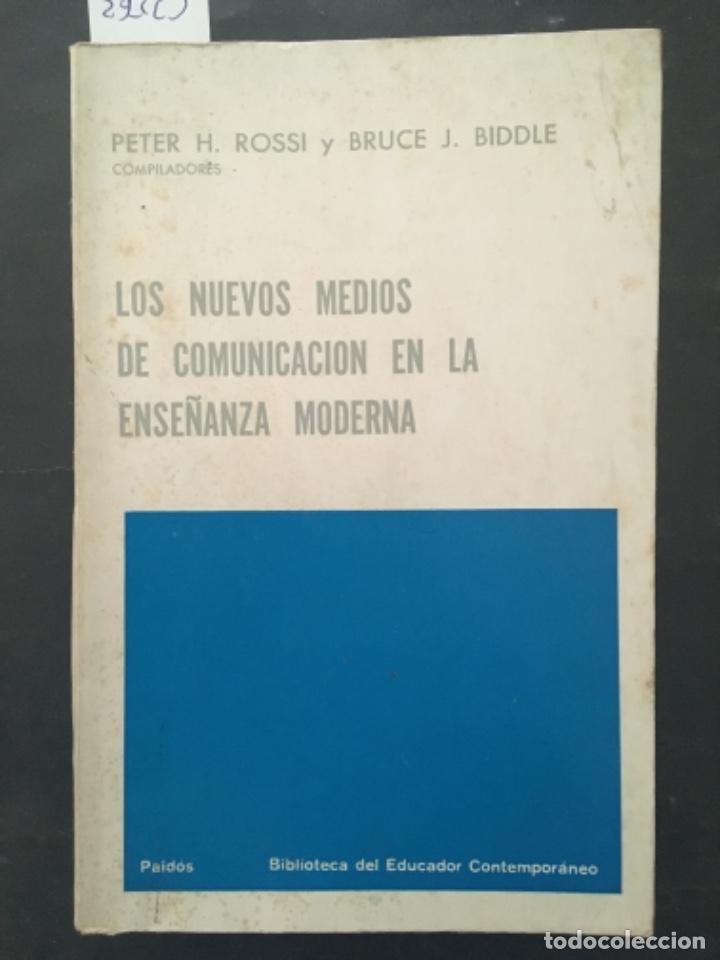 PETER H. ROSSI y BRUCE J. BIDDLE
COMPILADORES
LOS NUEVOS MEDIOS
DE COMUNICACION EN LA
ENSEÑANZA MODERNA
Paidós Biblioteca del Educador Contemporáneo
todocoleccion